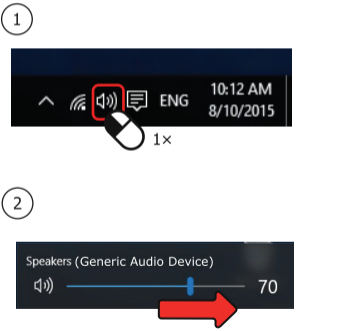 1
ENG
10:12 AM
8/10/2015
1×
2
Speakers (Generic Audio Device)
70